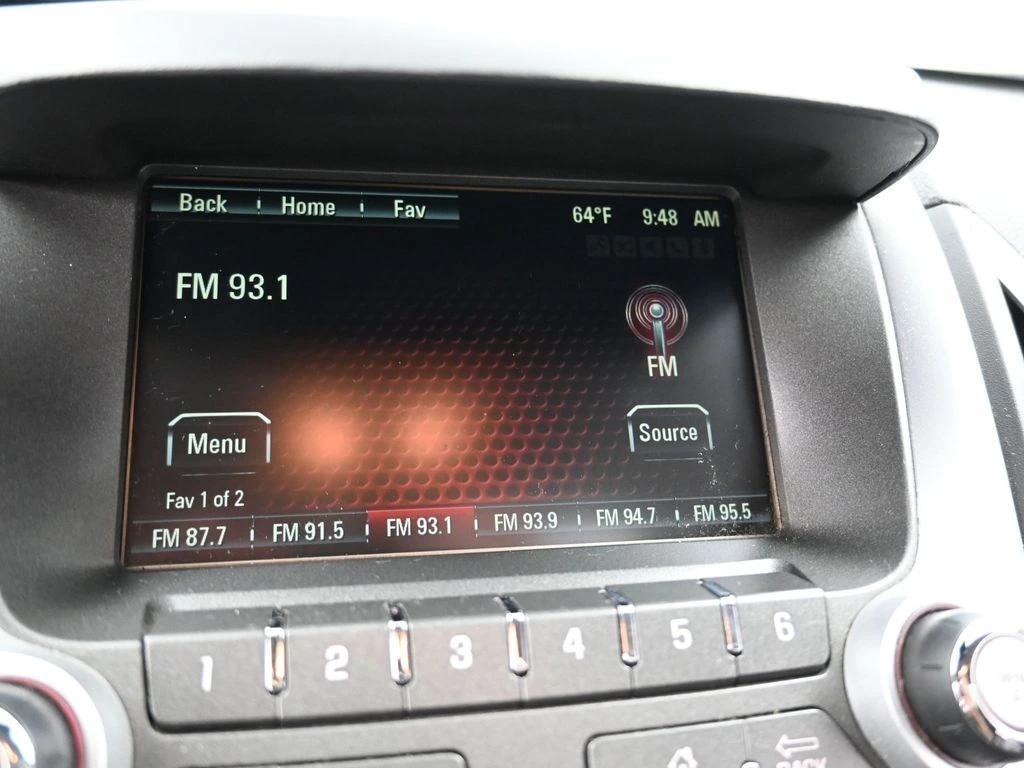 Back Home Fav 64°F 9:48 AM
FM 93.1
FM
Menu Source
Fav 1 of 2
FM 87.7 FM 91.5 FM 93.1 FM 93.9 FM 94.7 FM 95.5
1 2 3 4 5 6
BACK